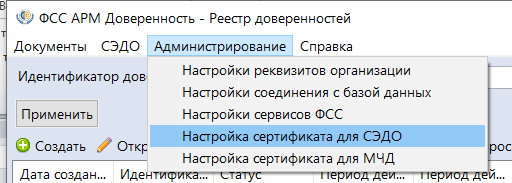 ФСС АРМ Доверенность - Реестр доверенностей
Документы СЭДО Администрирование Справка
Идентификатор дов
Настройки реквизитов организации
Настройки соединения с базой данных
Применить
Настройки сервисов ФСС
Создать Откр
Настройка сертификата для СЭДО
рос
Настройка сертификата для МЧД
Дата создан... Идентифика... Статус Период дей... Период дей...